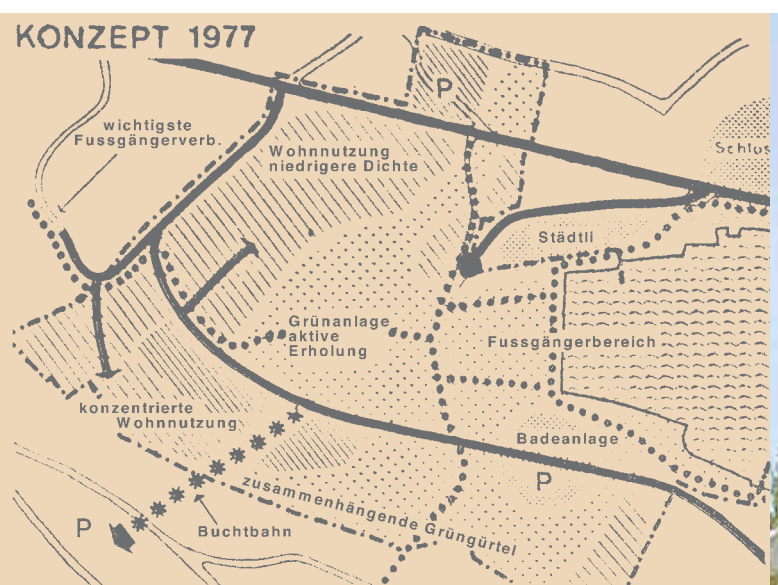 KONZEPT 1977
P
wichtigste
Fussgängerverb.
Wohnnutzung
niedrigere Dichte
Schlos
Städtli
Grünanlage
aktive
Erholung
Fussgängerbereich
konzentrierte
Wohnnutzung
Badeanlage
P
zusammenhängende Grüngürtel
P
Buchtbahn